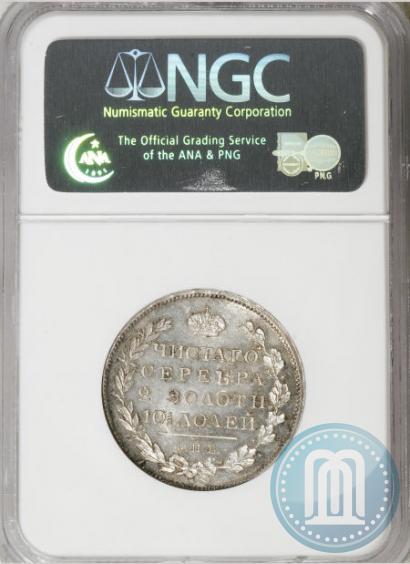 NGC
Numismatic Guaranty Corporation
The Official Grading Service
of the ANA & PNG
ANA
1891
P.N.G
ЧИСТАГО
СЕРЕБРА
2 ЗОЛОТН
10½ ДОЛЕЙ
С.П.Б.